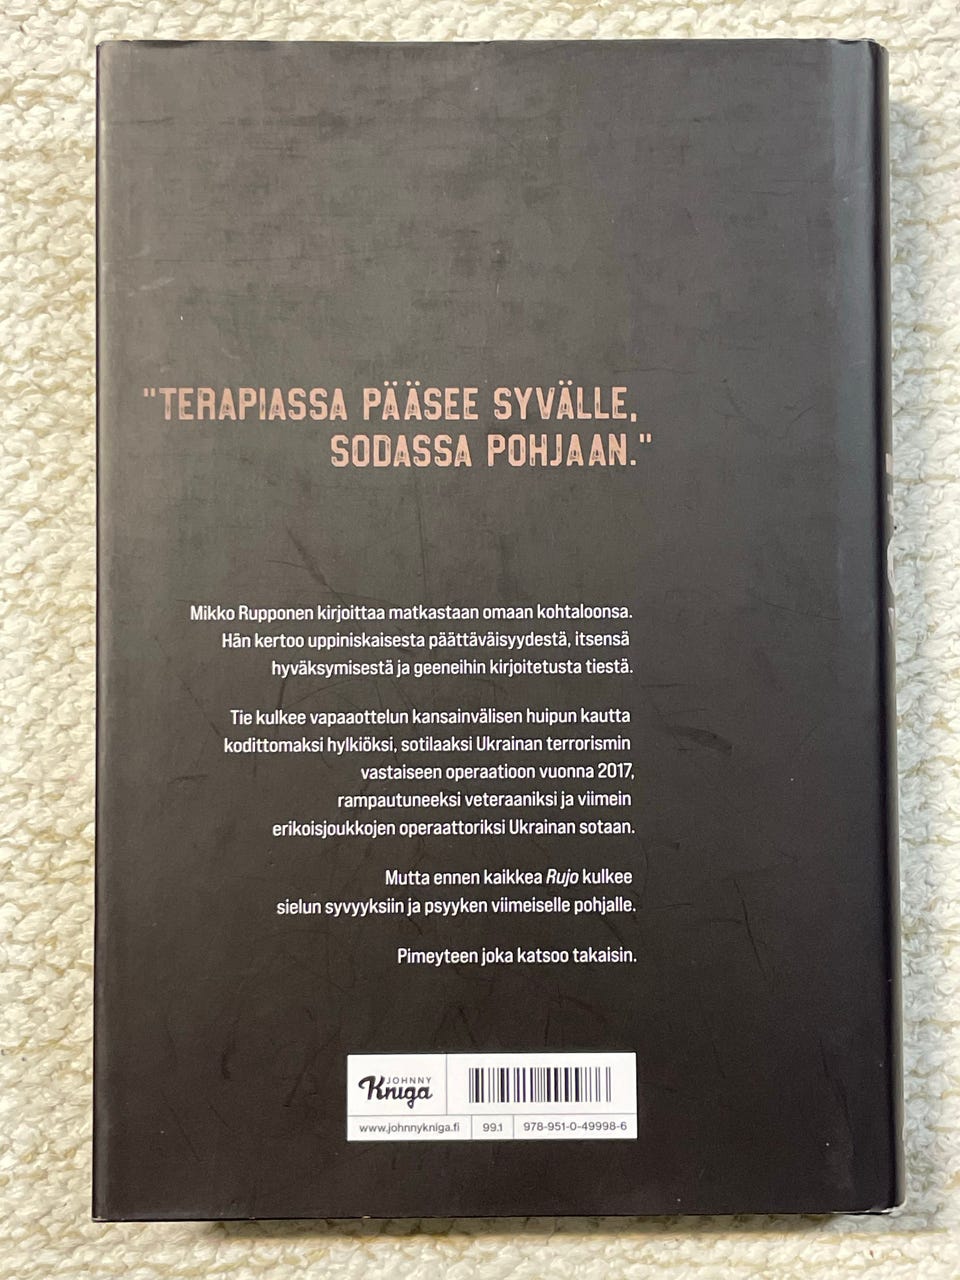 "TERAPIASSA PÄÄSEE SYVÄLLE,
SODASSA POHJAAN."
Mikko Rupponen kirjoittaa matkastaan omaan kohtaloonsa.
Hän kertoo uppiniskaisesta päättäväisyydestä, itsensä
hyväksymisestä ja geeneihin kirjoitetusta tiestä.
Tie kulkee vapaaottelun kansainvälisen huipun kautta
kodittomaksi hylkiöksi, sotilaaksi Ukrainan terrorismin
vastaiseen operaatioon vuonna 2017,
rampautuneeksi veteraaniksi ja viimein
erikoisjoukkojen operaattoriksi Ukrainan sotaan.
Mutta ennen kaikkea Rujo kulkee
sielun syvyyksiin ja psyyken viimeiselle pohjalle.
Pimeyteen joka katsoo takaisin.
JOHNNY
Kniga
www.johnnykniga.fi
99.1
978-951-0-49998-6